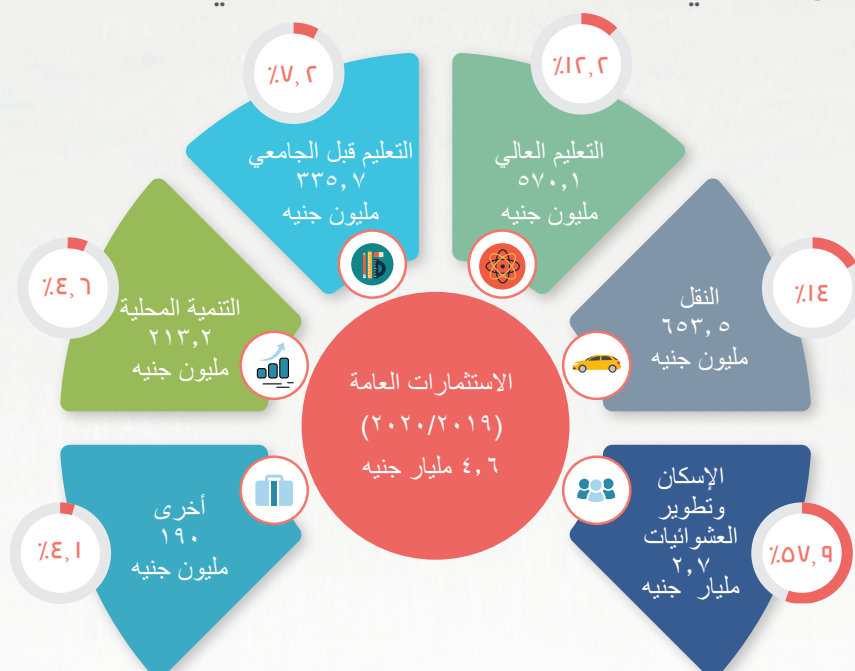 الاستثمارات العامة
(٢٠٢٠/٢٠١٩)
٤,٦ مليار جنيه
الإسكان
وتطوير
العشوائيات
٢,٧
مليار جنيه
٪٥٧,٩
النقل
٦٥٣,٥
مليون جنيه
٪١٤
التعليم العالي
٥٧٠,١
مليون جنيه
٪١٢,٢
التعليم قبل الجامعي
٣٣٥,٧
مليون جنيه
٪٧,٢
التنمية المحلية
٢١٣,٢
مليون جنيه
٪٤,٦
أخرى
١٩٠
مليون جنيه
٪٤,١